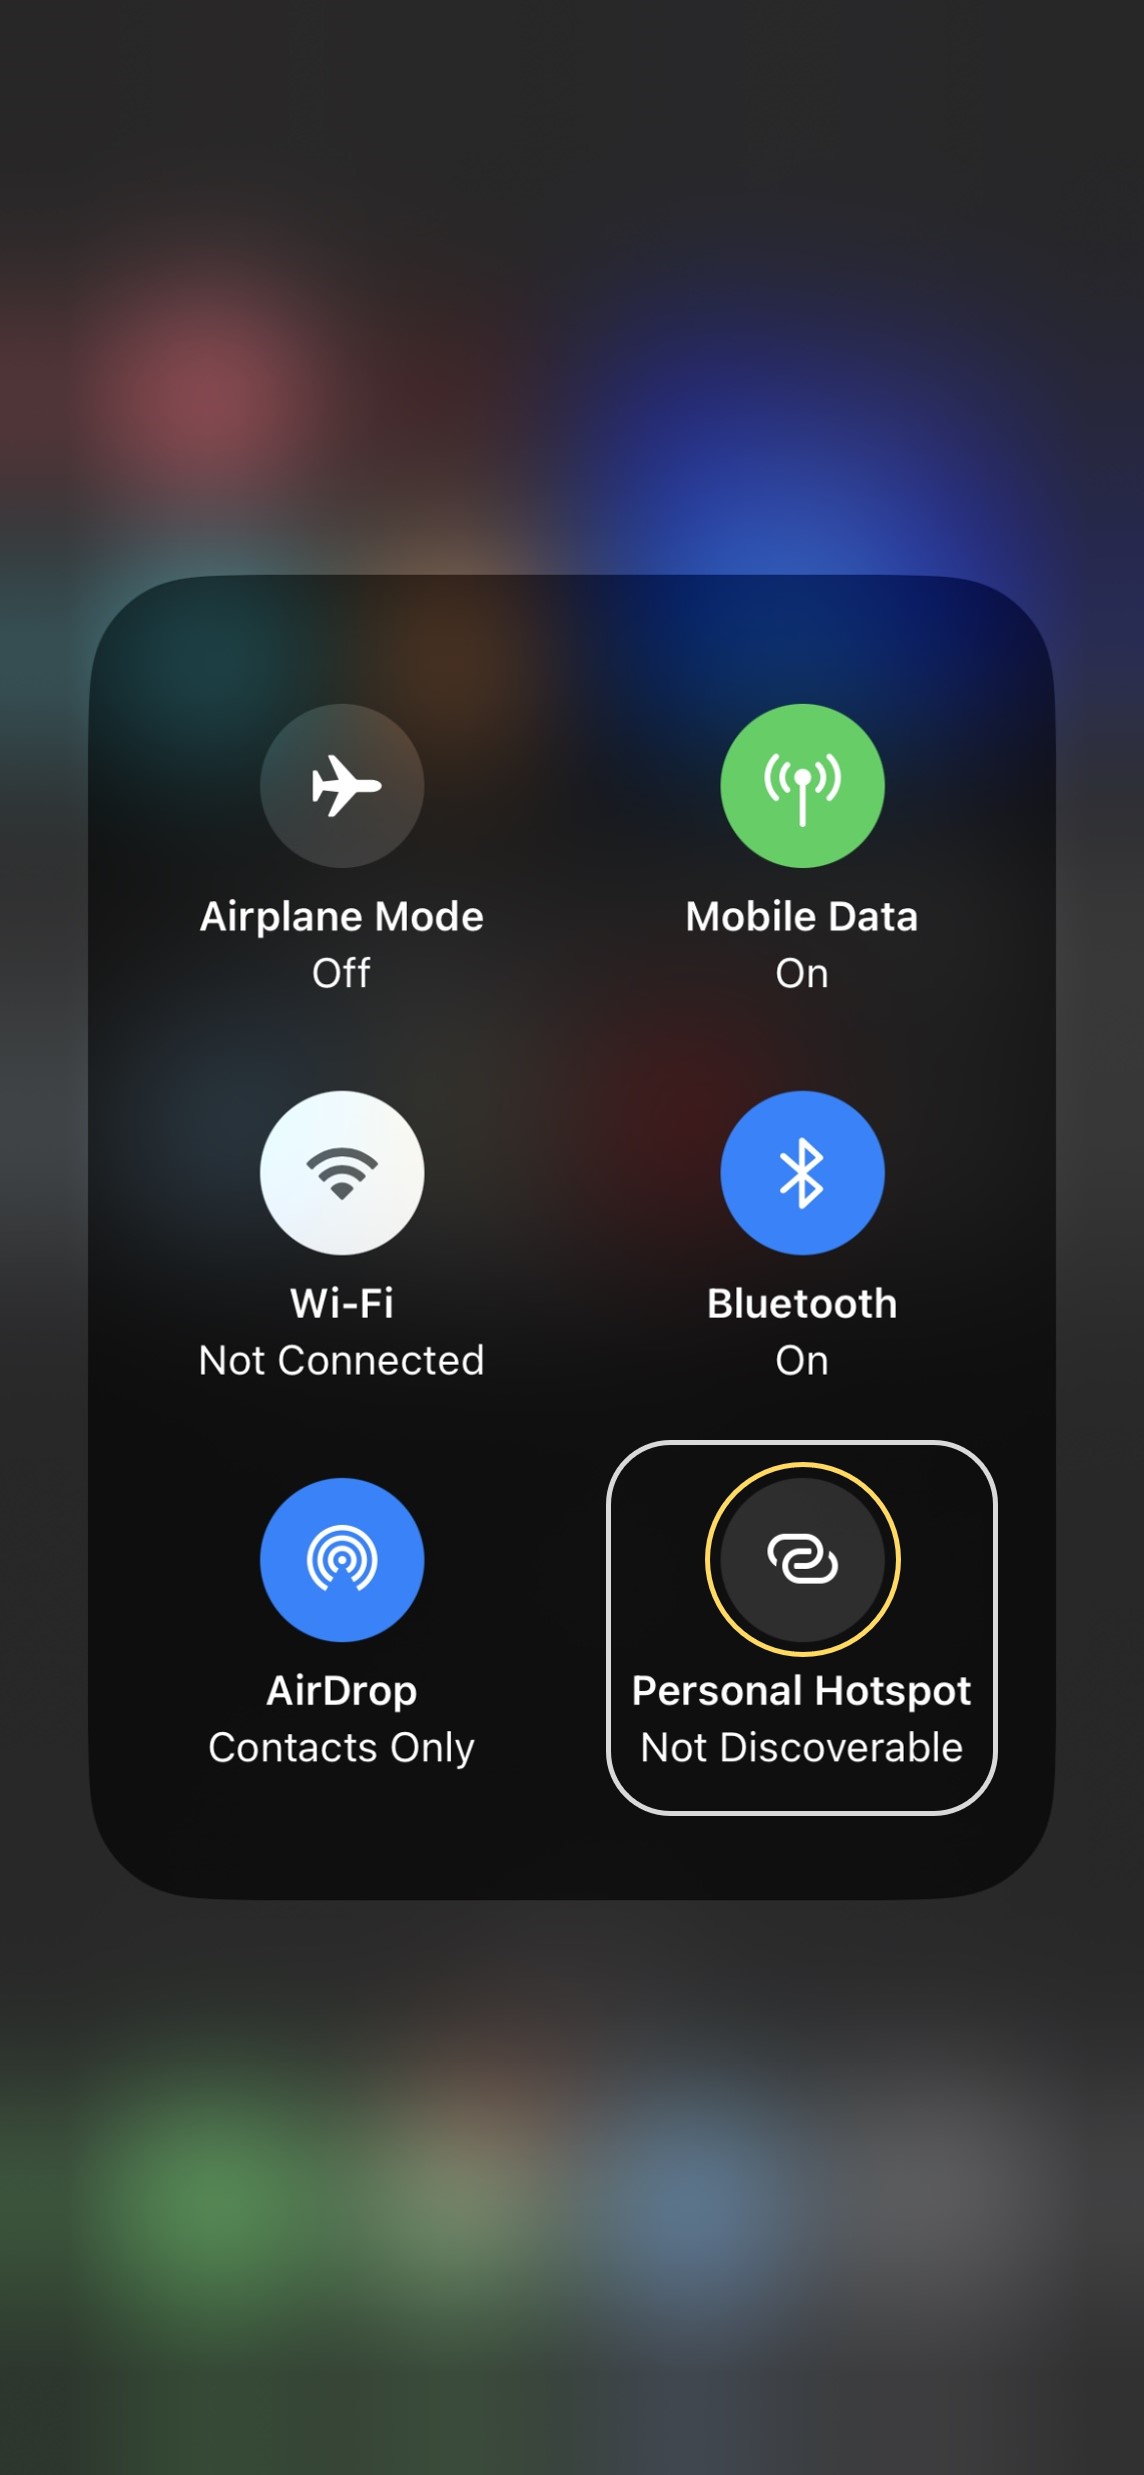 Airplane Mode
Off
Mobile Data
On
Wi-Fi
Not Connected
Bluetooth
On
AirDrop
Contacts Only
Personal Hotspot
Not Discoverable